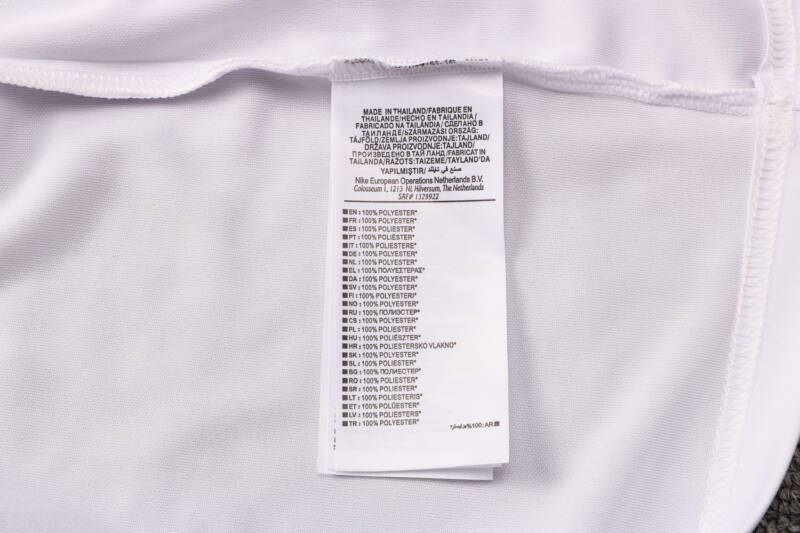 MADE IN THAILAND/FABRIQUE EN
THAILANDE/HECHO EN TAILANDIA/
FABRICADO NA TAILÂNDIA/СДЕЛАНО В
ТАИЛАНДЕ/SZÁRMAZÁSI ORSZÁG:
TÁJFÖLD/ZEMLJA PROIZVODNJE:TAJLAND/
DRŽAVA PROIZVODNJE:TAJLAND/
ПРОИЗВЕДЕНО В ТАЙЛАНД/FABRICAT IN
TAILANDA/RAŽOTS:TAIZEME/TAYLAND'DA
YAPILMIŞTIR/ صنع في تايلند
Nike European Operations Netherlands B.V.
Colosseum 1, 1213 NL Hilversum, The Netherlands
SRF# 1329922
EN:100% POLYESTER*
FR:100% POLYESTER*
ES:100% POLIESTER*
PT:100% POLIESTER*
IT:100% POLIESTERE*
DE:100% POLYESTER*
NL:100% POLYESTER*
EL:100% ΠΟΛΥΕΣΤΕΡΑΣ*
DA:100% POLYESTER*
SV:100% POLYESTER*
FI:100% POLYESTERI*
NO:100% POLYESTER*
RU:100% ПОЛИЭСТЕР*
CS:100% POLYESTER*
PL:100% POLIESTER*
HU:100% POLIÉSZTER*
HR:100% POLIESTERSKO VLAKNO*
SK:100% POLYESTER*
SL:100% POLIESTER*
BG:100% ПОЛИЕСТЕР*
RO:100% POLIESTER*
SR:100% POLIESTER*
LT:100% POLIESTERIS*
ET:100% POLÜESTER*
LV:100% POLIESTERS*
TR:100% POLYESTER*
AR:100% بوليستر*